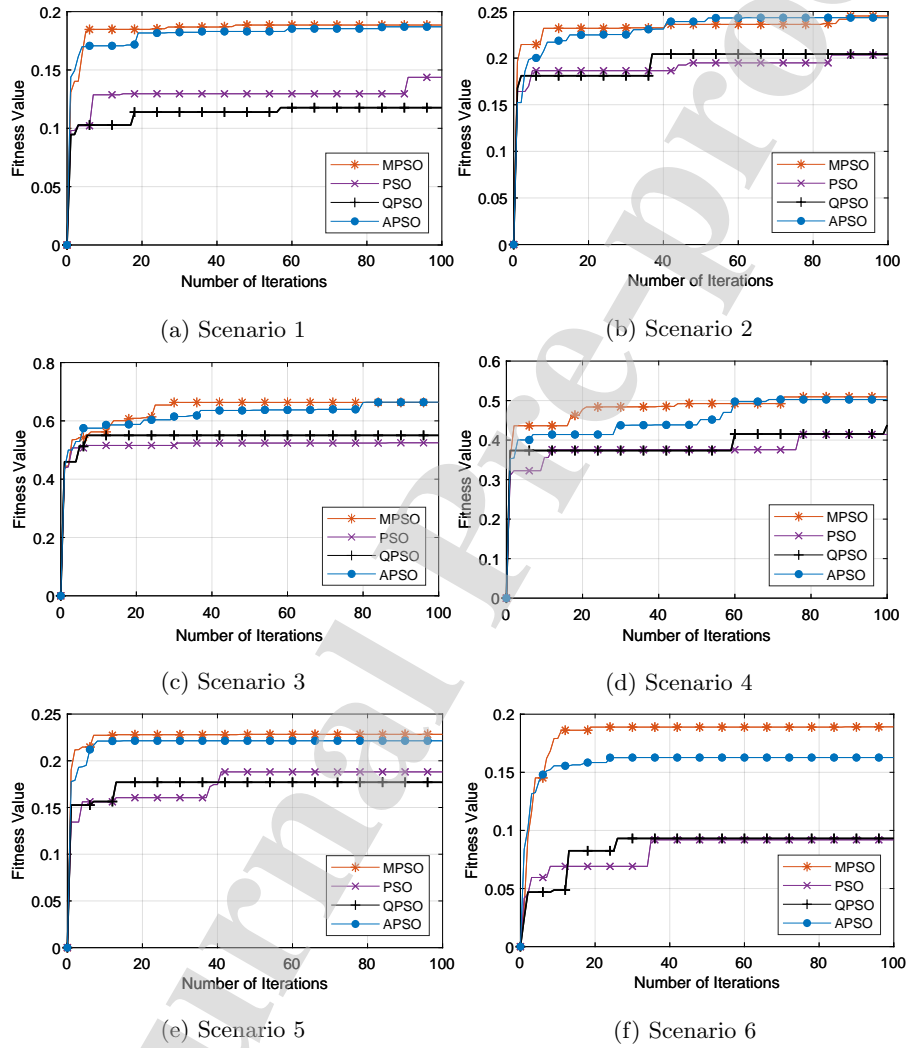 0.2
0.15
0.1
0.05
0
Fitness Value
MPSO
PSO
QPSO
APSO
0 20 40 60 80 100
Number of Iterations
(a) Scenario 1
0.25
0.2
0.15
0.1
0.05
0
Fitness Value
MPSO
PSO
QPSO
APSO
0 20 40 60 80 100
Number of Iterations
(b) Scenario 2
0.8
0.6
0.4
0.2
0
Fitness Value
MPSO
PSO
QPSO
APSO
0 20 40 60 80 100
Number of Iterations
(c) Scenario 3
0.6
0.5
0.4
0.3
0.2
0.1
0
Fitness Value
MPSO
PSO
QPSO
APSO
0 20 40 60 80 100
Number of Iterations
(d) Scenario 4
0.25
0.2
0.15
0.1
0.05
0
Fitness Value
MPSO
PSO
QPSO
APSO
0 20 40 60 80 100
Number of Iterations
(e) Scenario 5
0.2
0.15
0.1
0.05
0
Fitness Value
MPSO
PSO
QPSO
APSO
0 20 40 60 80 100
Number of Iterations
(f) Scenario 6
urnal Pre-proo